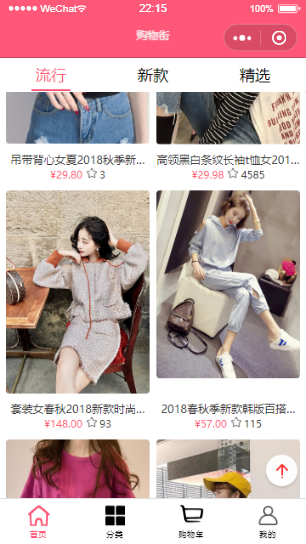 WeChat
22:15
100%
购物街
流行 新款 精选
吊带背心女夏2018秋季新...
高领黑白条纹长袖t恤女201...
¥29.80 3
¥29.98 4585
套装女春秋2018新款时尚...
2018春秋季新款韩版百搭...
¥148.00 93
¥57.00 115
首页 分类 购物车 我的